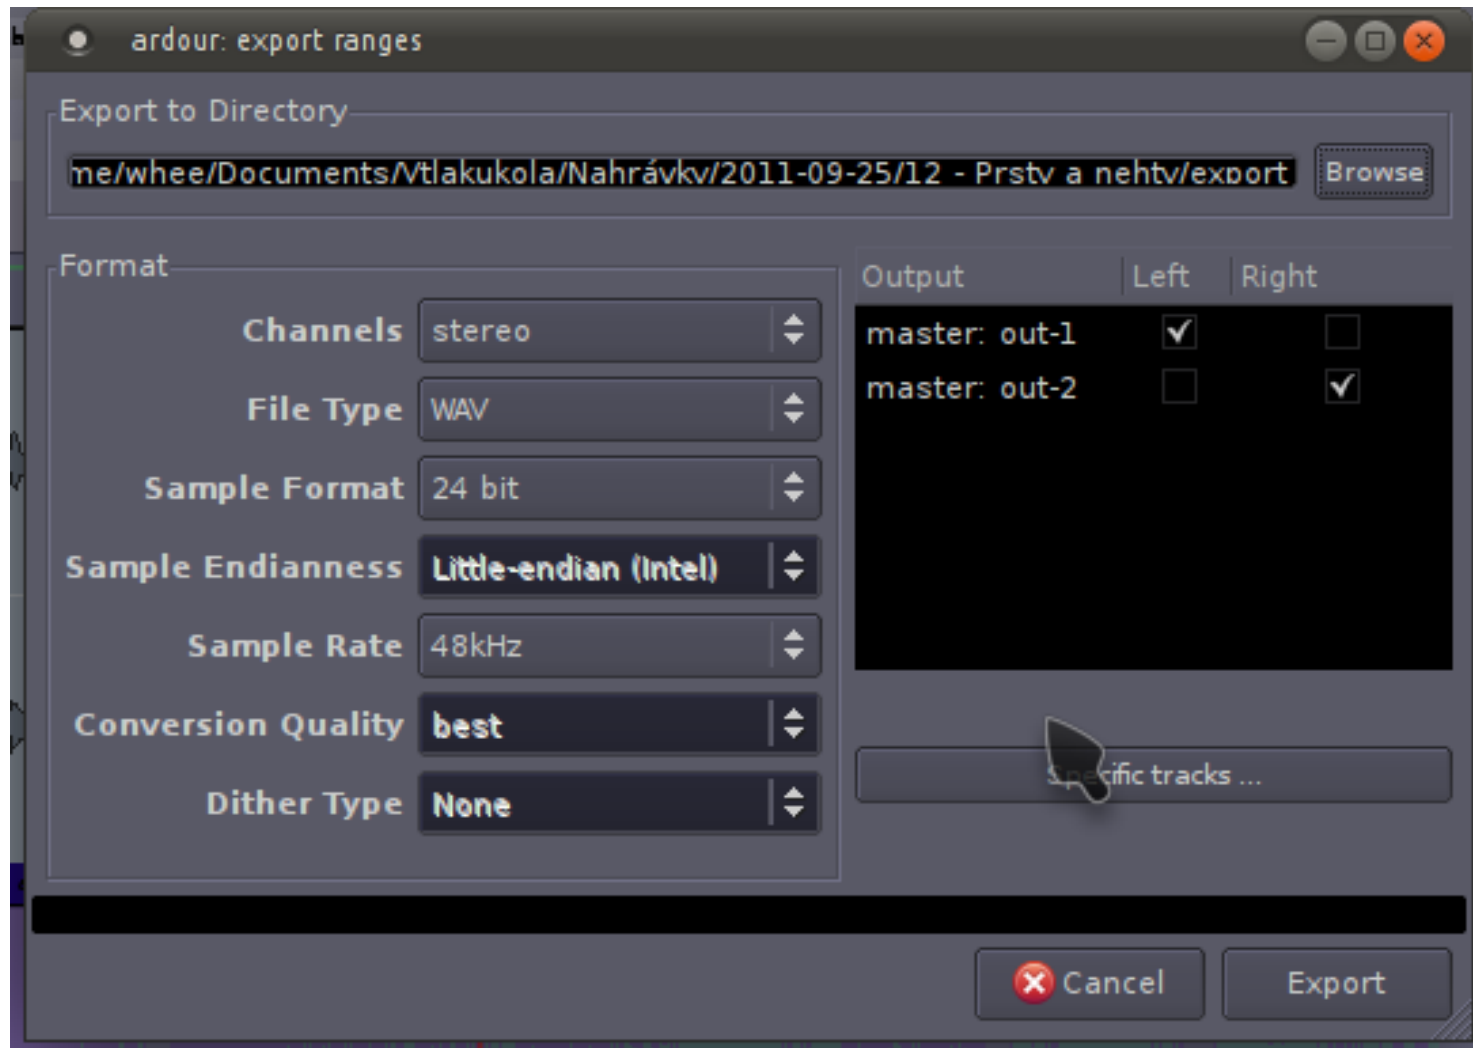 ardour: export ranges
Export to Directory
me/whee/Documents/Vtlakukola/Nahrávky/2011-09-25/12 - Prsty a nehty/export
Browse
Format
Channels stereo
File Type WAV
Sample Format 24 bit
Sample Endianness Little-endian (Intel)
Sample Rate 48kHz
Conversion Quality best
Dither Type None
Output Left Right
master: out-1
master: out-2
Specific tracks ...
Cancel Export